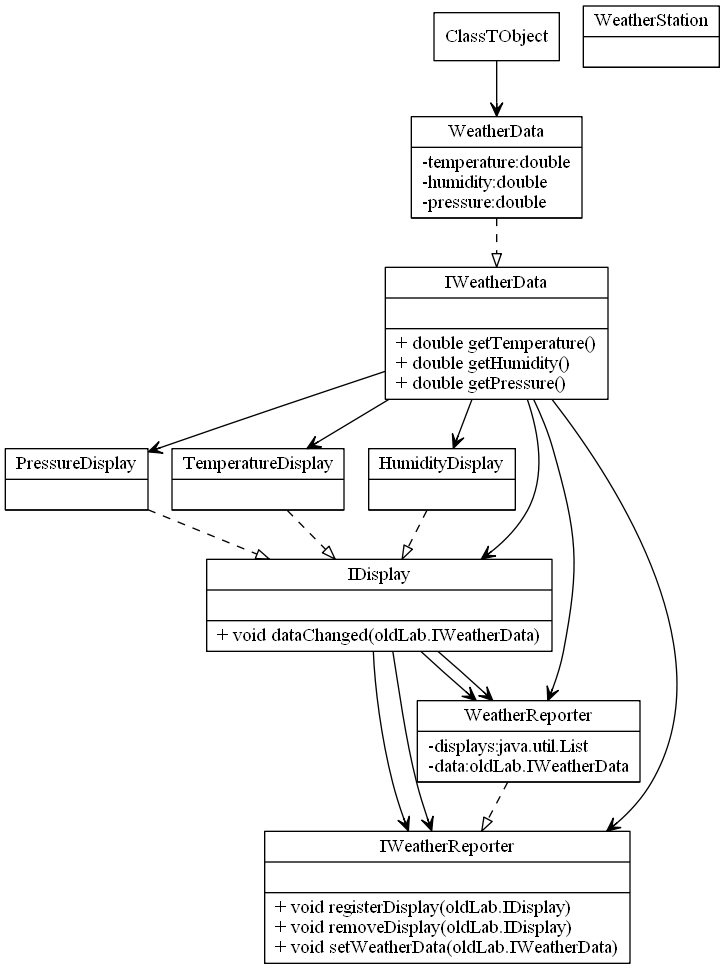 ClassTObject
WeatherStation
WeatherData
-temperature:double
-humidity:double
-pressure:double
IWeatherData
+ double getTemperature()
+ double getHumidity()
+ double getPressure()
PressureDisplay
TemperatureDisplay
HumidityDisplay
IDisplay
+ void dataChanged(oldLab.IWeatherData)
WeatherReporter
-displays:java.util.List
-data:oldLab.IWeatherData
IWeatherReporter
+ void registerDisplay(oldLab.IDisplay)
+ void removeDisplay(oldLab.IDisplay)
+ void setWeatherData(oldLab.IWeatherData)